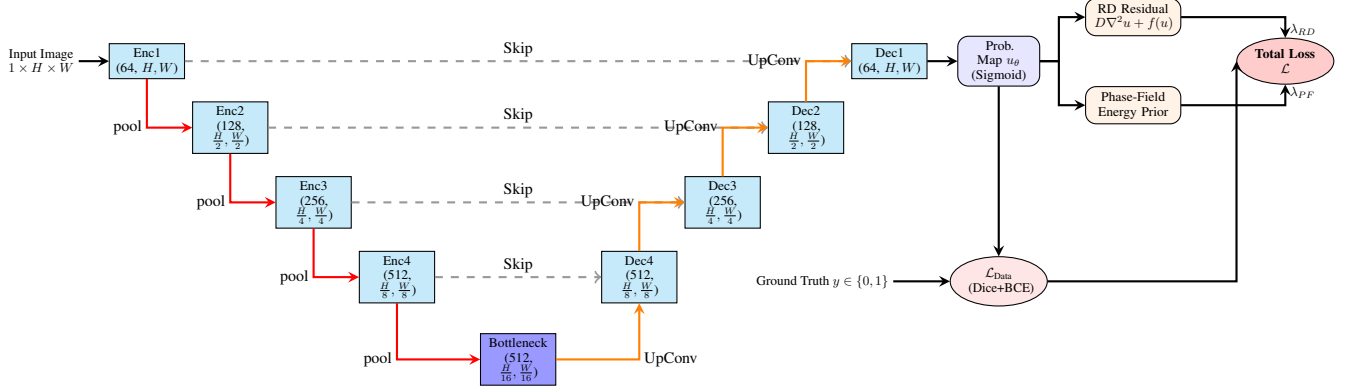 Input Image
1 × H × W
Enc1
(64, H, W)
Skip
UpConv
Dec1
(64, H, W)
Prob.
Map u_θ
(Sigmoid)
RD Residual
D∇²u + f(u)
λ_RD
Total Loss
ℒ
λ_PF
Phase-Field
Energy Prior
pool
Enc2
(128,
H/2, W/2)
Skip
UpConv
Dec2
(128,
H/2, W/2)
pool
Enc3
(256,
H/4, W/4)
Skip
UpConv
Dec3
(256,
H/4, W/4)
pool
Enc4
(512,
H/8, W/8)
Skip
Dec4
(512,
H/8, W/8)
Ground Truth y ∈ {0, 1}
ℒ_Data
(Dice+BCE)
pool
Bottleneck
(512,
H/16, W/16)
UpConv